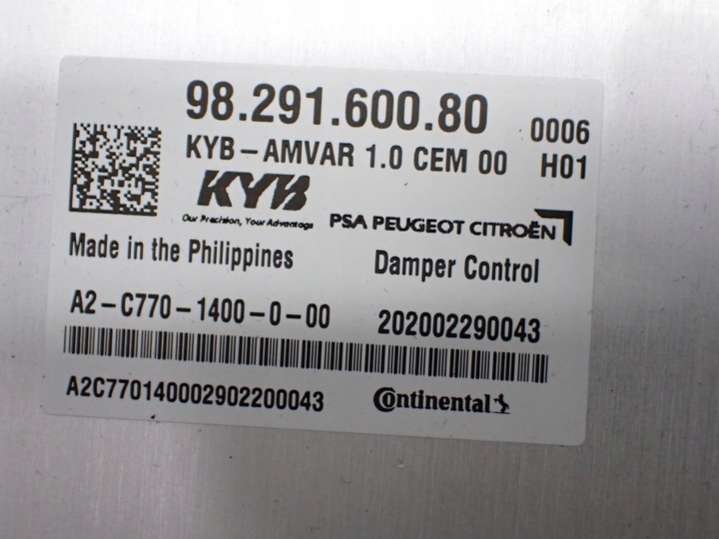 98.291.600.80 0006
KYB-AMVAR 1.0 CEM 00 H01
KYB
Our Precision, Your Advantage
PSA PEUGEOT CITROËN
Made in the Philippines Damper Control
A2-C770-1400-0-00 202002290043
A2C770140002902200043 Continental